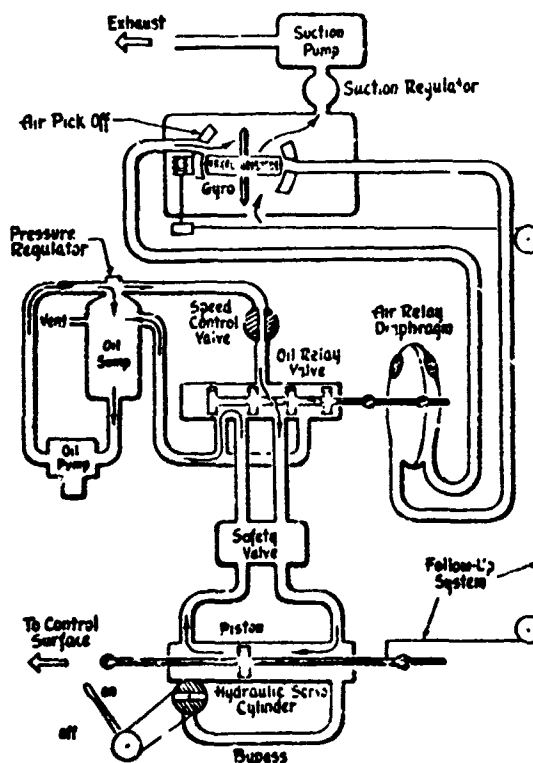 Exhaust
Suction
Pump
Suction Regulator
Air Pick Off
Gyro
Pressure
Regulator
Speed
Control
Valve
Air Relay
Diaphragm
Vent
Oil
Sump
Oil Relay
Valve
Oil
Pump
Safety
Valve
Follow-Up
System
To Control
Surface
Piston
on
Hydraulic Servo
Cylinder
off
Bypass